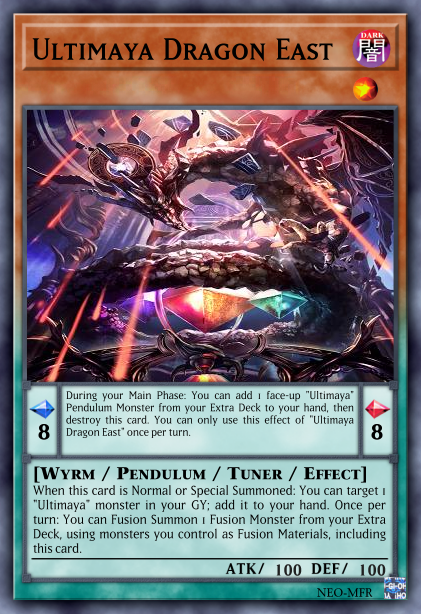 ULTIMAYA DRAGON EAST
DARK
闇
During your Main Phase: You can add 1 face-up "Ultimaya"
Pendulum Monster from your Extra Deck to your hand, then
destroy this card. You can only use this effect of "Ultimaya
Dragon East" once per turn.
8
8
[WYRM / PENDULUM / TUNER / EFFECT]
When this card is Normal or Special Summoned: You can target 1
"Ultimaya" monster in your GY; add it to your hand. Once per
turn: You can Fusion Summon 1 Fusion Monster from your Extra
Deck, using monsters you control as Fusion Materials, including
this card.
ATK/ 100 DEF/ 100
NEO-MFR